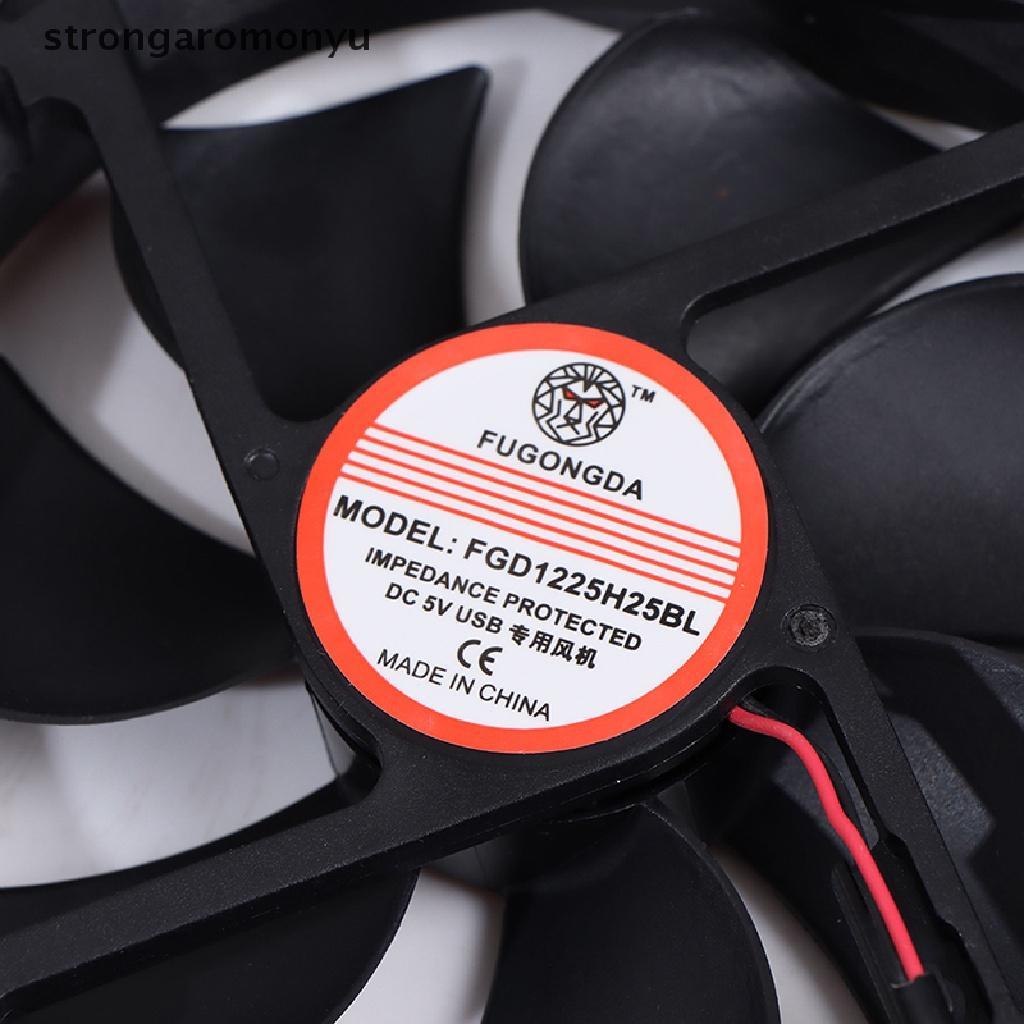 strongaromonyu
TM
FUGONGDA
MODEL: FGD1225H25BL
IMPEDANCE PROTECTED
DC 5V USB 专用风机
CE
MADE IN CHINA